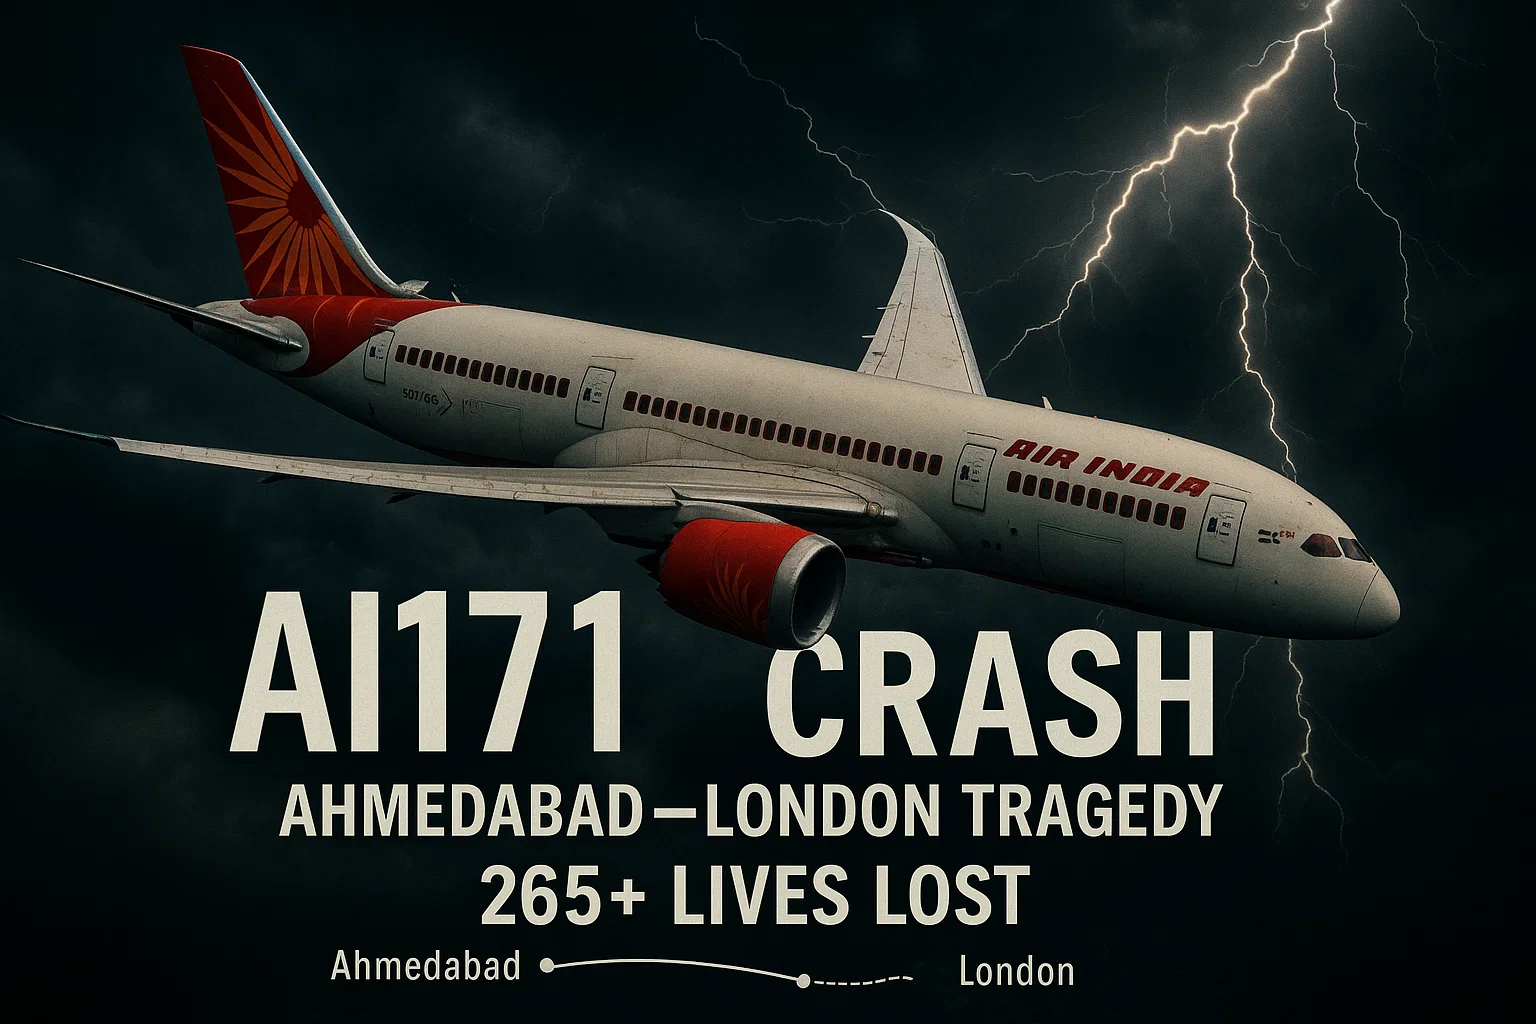 AIR INDIA
AI171 CRASH
AHMEDABAD–LONDON TRAGEDY
265+ LIVES LOST
Ahmedabad London